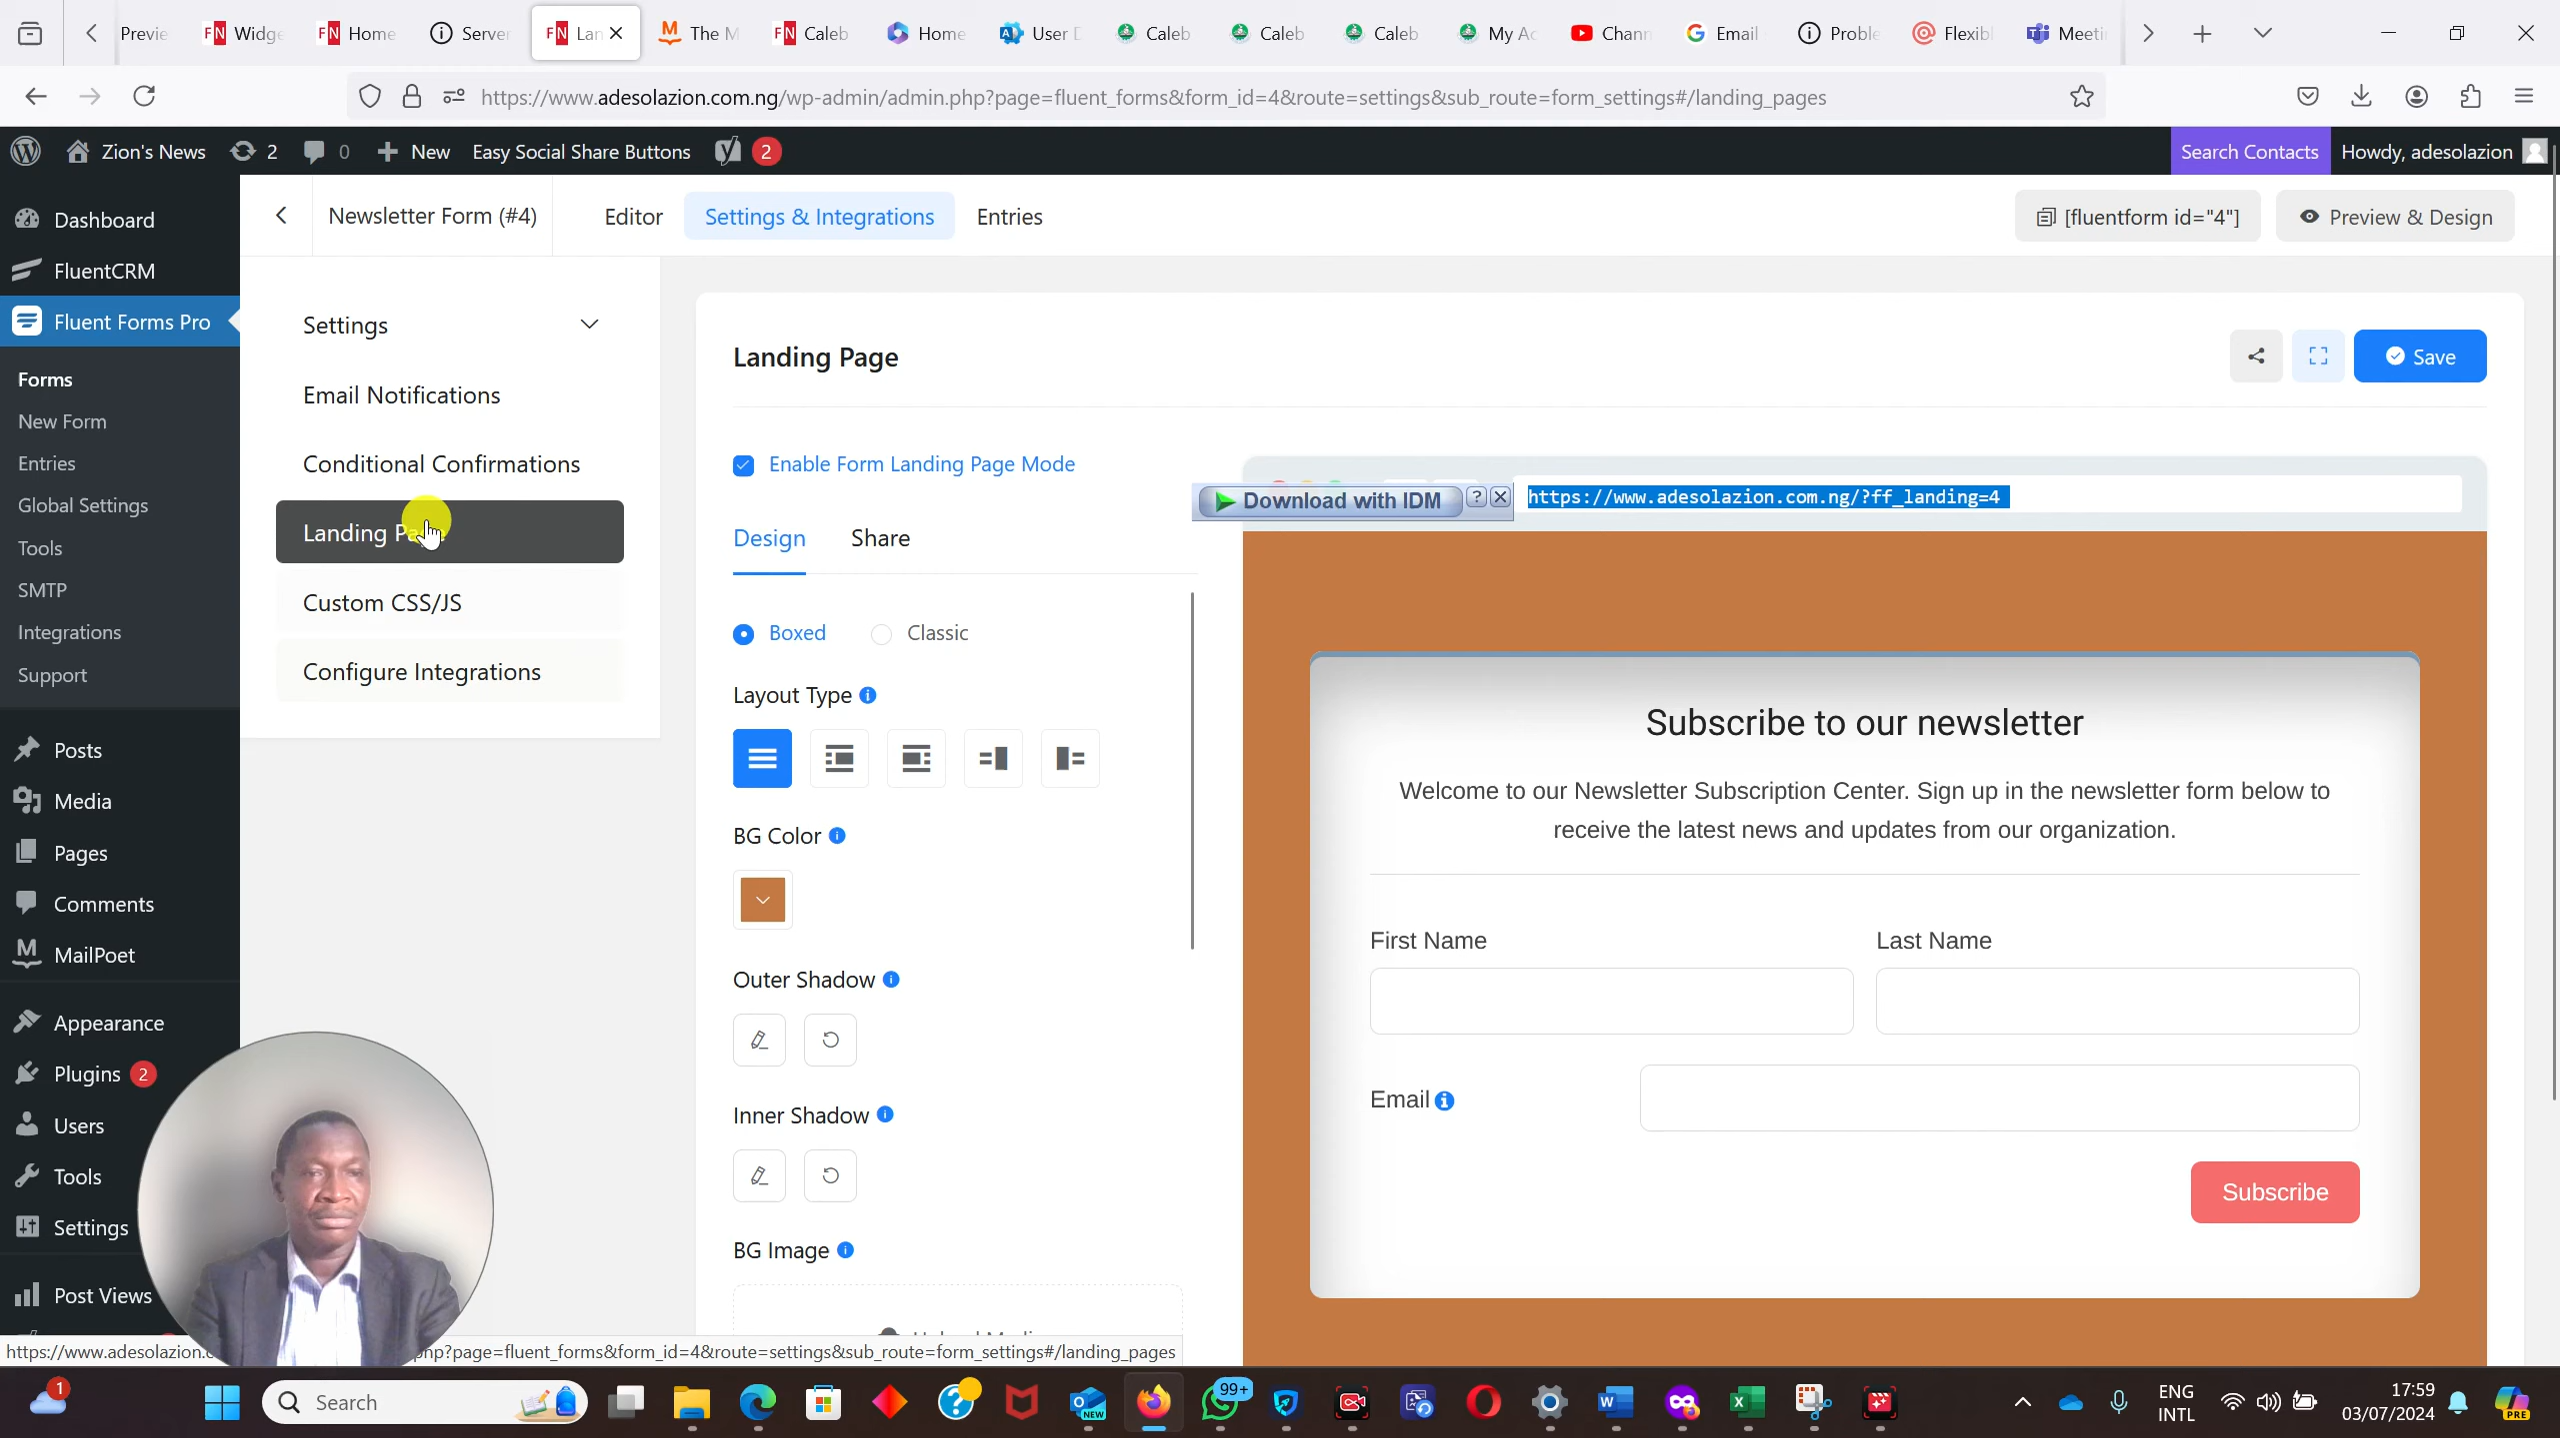 Previe
Widge
Home
Server
Lan
The M
Caleb
Home
User D
Caleb
Caleb
Caleb
My Ac
Chann
Email
Proble
Flexibl
Meeti
https://www.adesolazion.com.ng/wp-admin/admin.php?page=fluent_forms&form_id=4&route=settings&sub_route=form_settings#/landing_pages
Zion's News
2
0
New
Easy Social Share Buttons
2
Search Contacts
Howdy, adesolazion
Dashboard
FluentCRM
Fluent Forms Pro
Forms
New Form
Entries
Global Settings
Tools
SMTP
Integrations
Support
Posts
Media
Pages
Comments
MailPoet
Appearance
Plugins 2
Users
Tools
Settings
Post Views
Newsletter Form (#4)
Editor
Settings & Integrations
Entries
[fluentform id="4"]
Preview & Design
Settings
Email Notifications
Conditional Confirmations
Landing
Custom CSS/JS
Configure Integrations
Landing Page
Save
Enable Form Landing Page Mode
Design
Share
Boxed
Classic
Layout Type
BG Color
Outer Shadow
Inner Shadow
BG Image
Download with IDM
https://www.adesolazion.com.ng/?ff_landing=4
Subscribe to our newsletter
Welcome to our Newsletter Subscription Center. Sign up in the newsletter form below to
receive the latest news and updates from our organization.
First Name
Last Name
Email
Subscribe
https://www.adesolazion.c
php?page=fluent_forms&form_id=4&route=settings&sub_route=form_settings#/landing_pages
1
Search
NEW
99+
ENG
INTL
17:59
03/07/2024
PRE